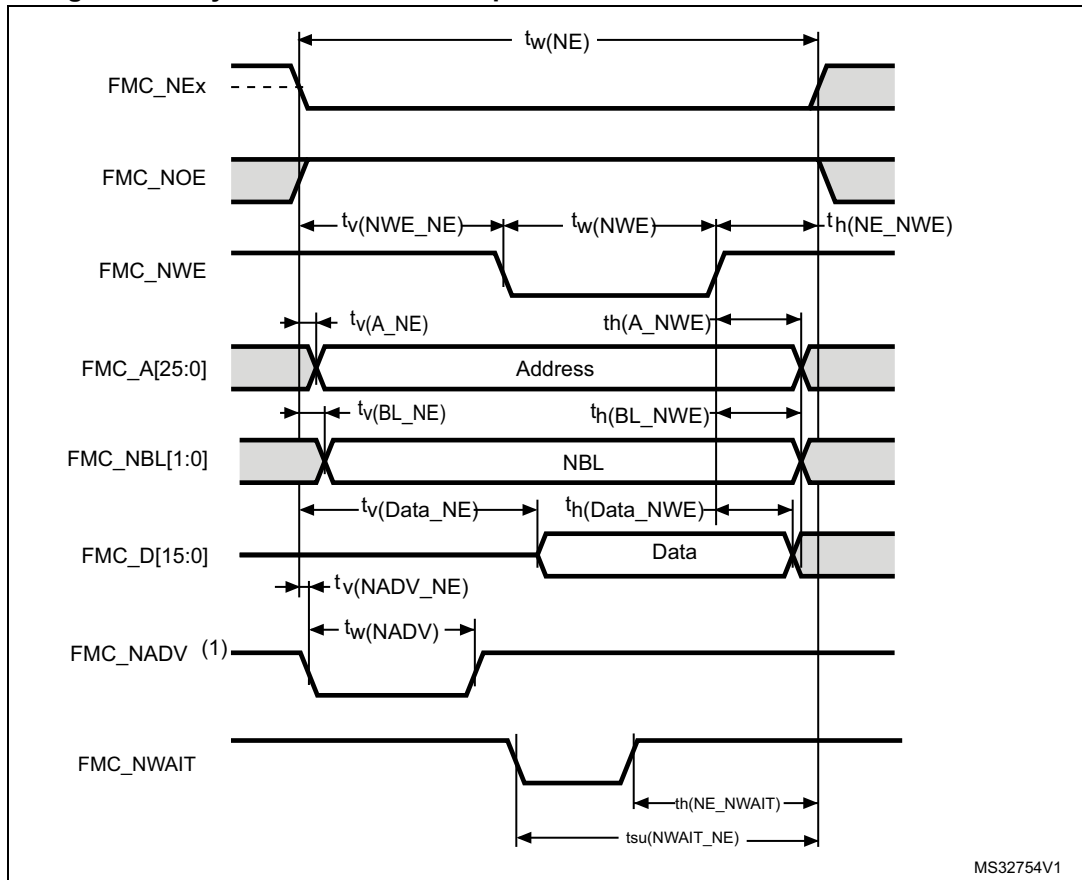 tw(NE)
FMC_NEx
FMC_NOE
tv(NWE_NE) tw(NWE) th(NE_NWE)
FMC_NWE
tv(A_NE) th(A_NWE)
FMC_A[25:0] Address
tv(BL_NE) th(BL_NWE)
FMC_NBL[1:0] NBL
tv(Data_NE) th(Data_NWE)
FMC_D[15:0] Data
tv(NADV_NE)
tw(NADV)
FMC_NADV (1)
FMC_NWAIT
th(NE_NWAIT)
tsu(NWAIT_NE)
MS32754V1